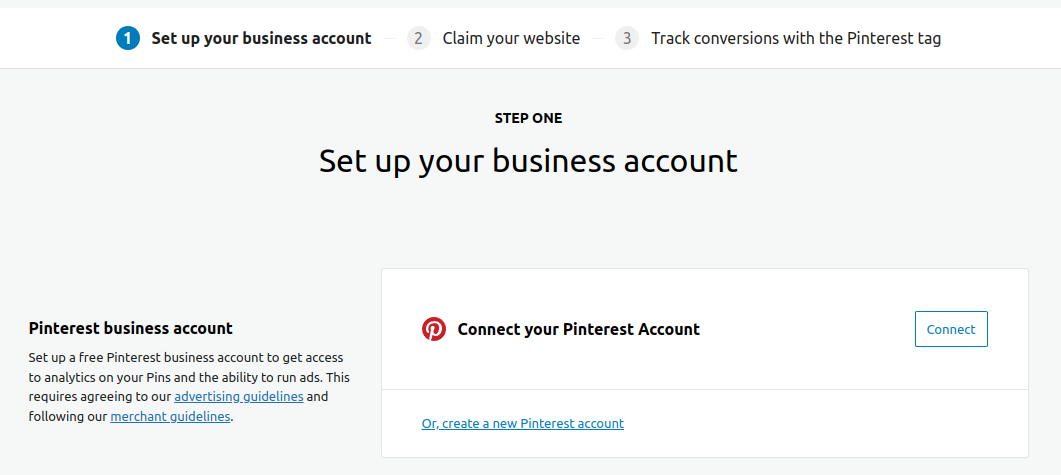 1 Set up your business account 2 Claim your website 3 Track conversions with the Pinterest tag
STEP ONE
Set up your business account
Pinterest business account
Set up a free Pinterest business account to get access
to analytics on your Pins and the ability to run ads. This
requires agreeing to our advertising guidelines and
following our merchant guidelines.
Connect your Pinterest Account
Connect
Or, create a new Pinterest account